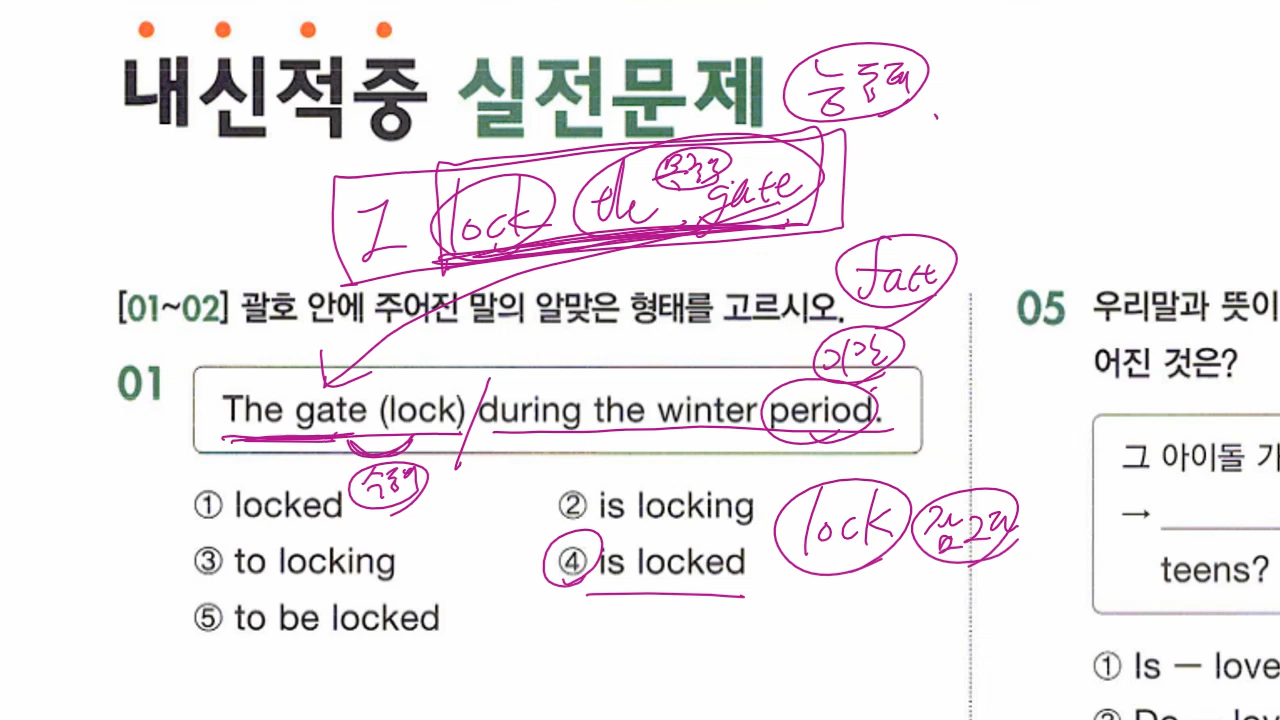 내신적중 실전문제
능동태
I lock the gate
목적어
fact
[01~02] 괄호 안에 주어진 말의 알맞은 형태를 고르시오.
기간
01
The gate (lock) during the winter period.
수동태
① locked
② is locking
lock
잠그다
③ to locking
④ is locked
⑤ to be locked
05
우리말과 뜻이
어진 것은?
그 아이돌 가
→
teens?
① Is — love